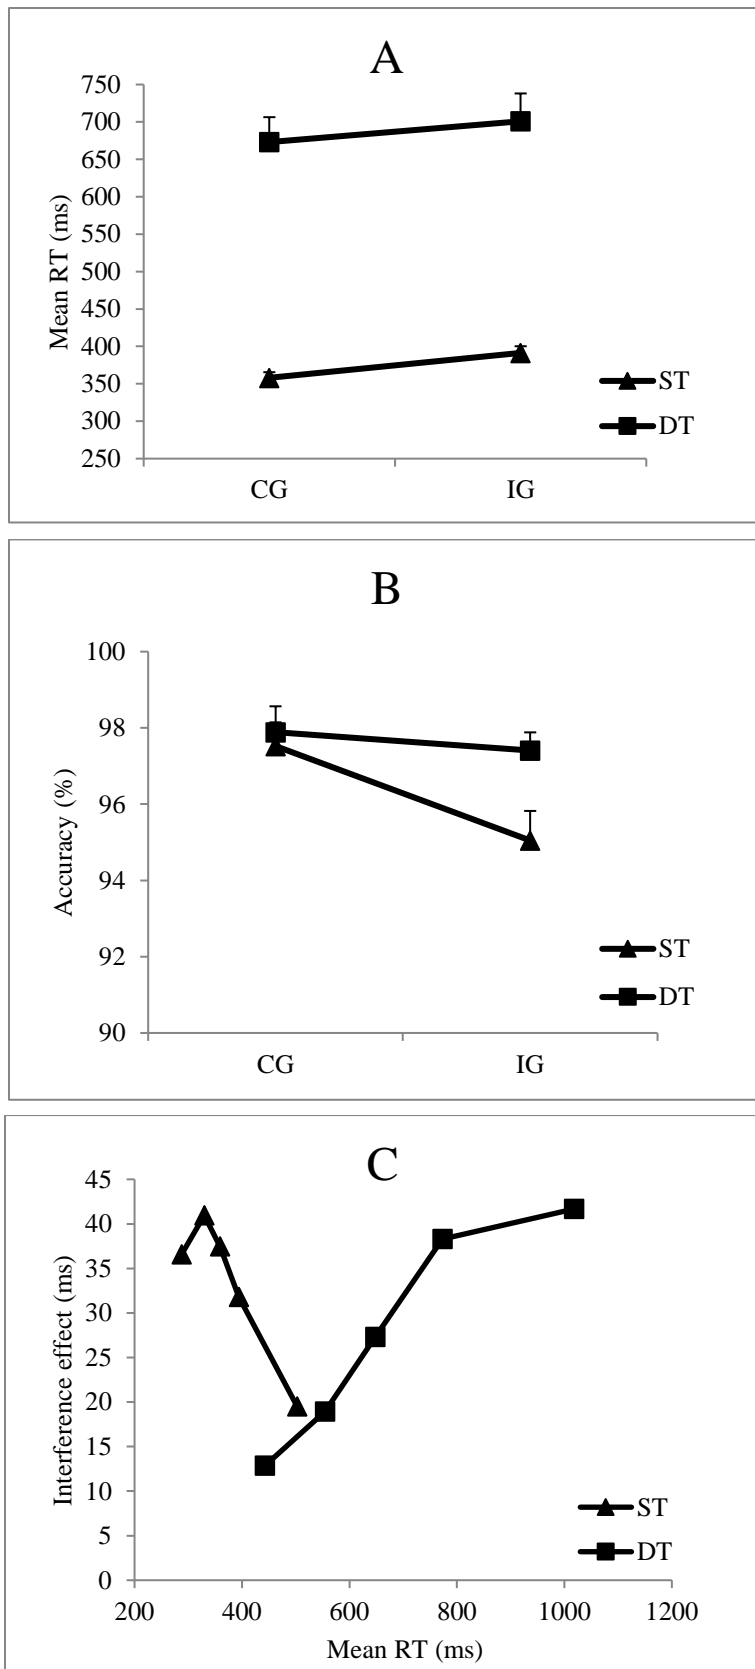 A
750
700
650
600
550
500
450
400
350
300
250
Mean RT (ms)
CG IG
ST
DT
B
100
98
96
94
92
90
Accuracy (%)
CG IG
ST
DT
C
45
40
35
30
25
20
15
10
5
0
Interference effect (ms)
ST
DT
200 400 600 800 1000 1200
Mean RT (ms)